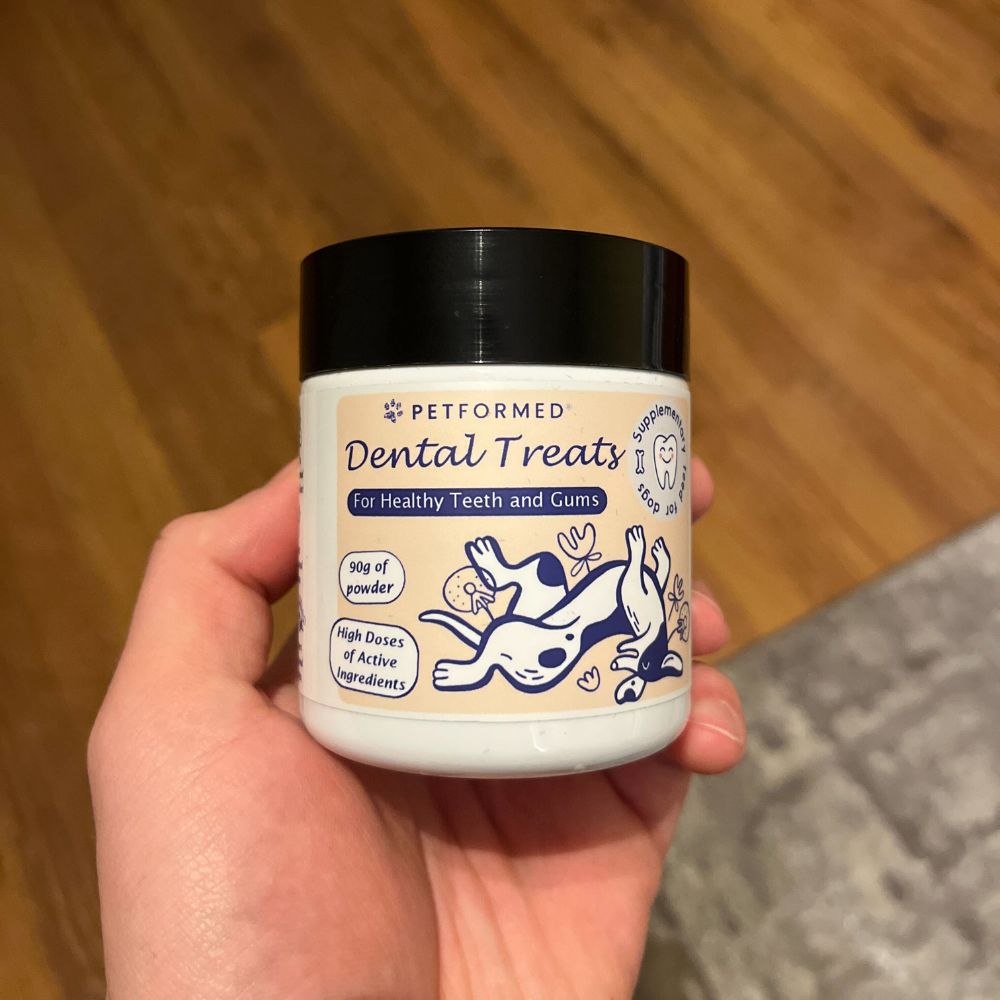 PETFORMED®
Dental Treats
For Healthy Teeth and Gums
Supplementary feed for dogs
90g of
powder
High Doses
of Active
Ingredients